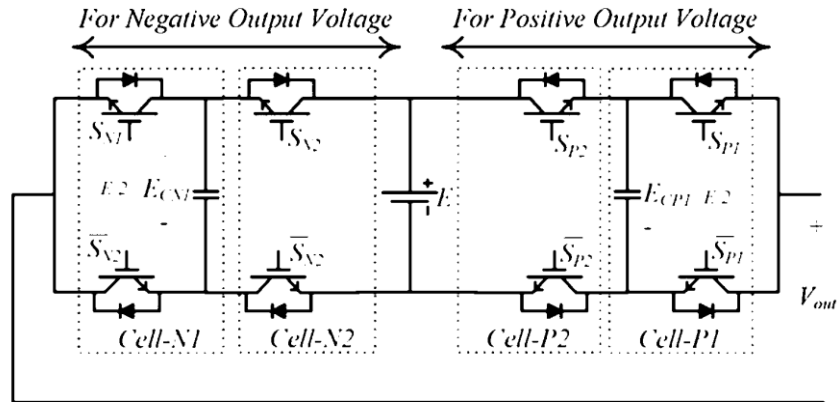 For Negative Output Voltage For Positive Output Voltage
S_N1 S_N2 S_P2 S_P1
E 2 E_CN1 + E E_CP1 E 2
- - - +
S̅_N2 S̅_N2 S̅_P2 S̅_P1
V_out
Cell-N1 Cell-N2 Cell-P2 Cell-P1